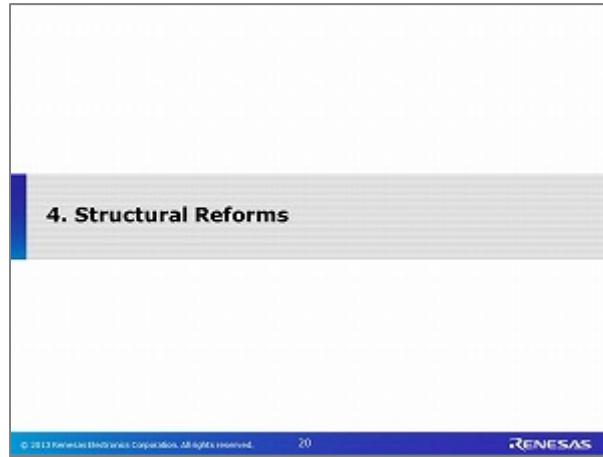 4. Structural Reforms
© 2013 Renesas Electronics Corporation. All rights reserved.
20
RENESAS